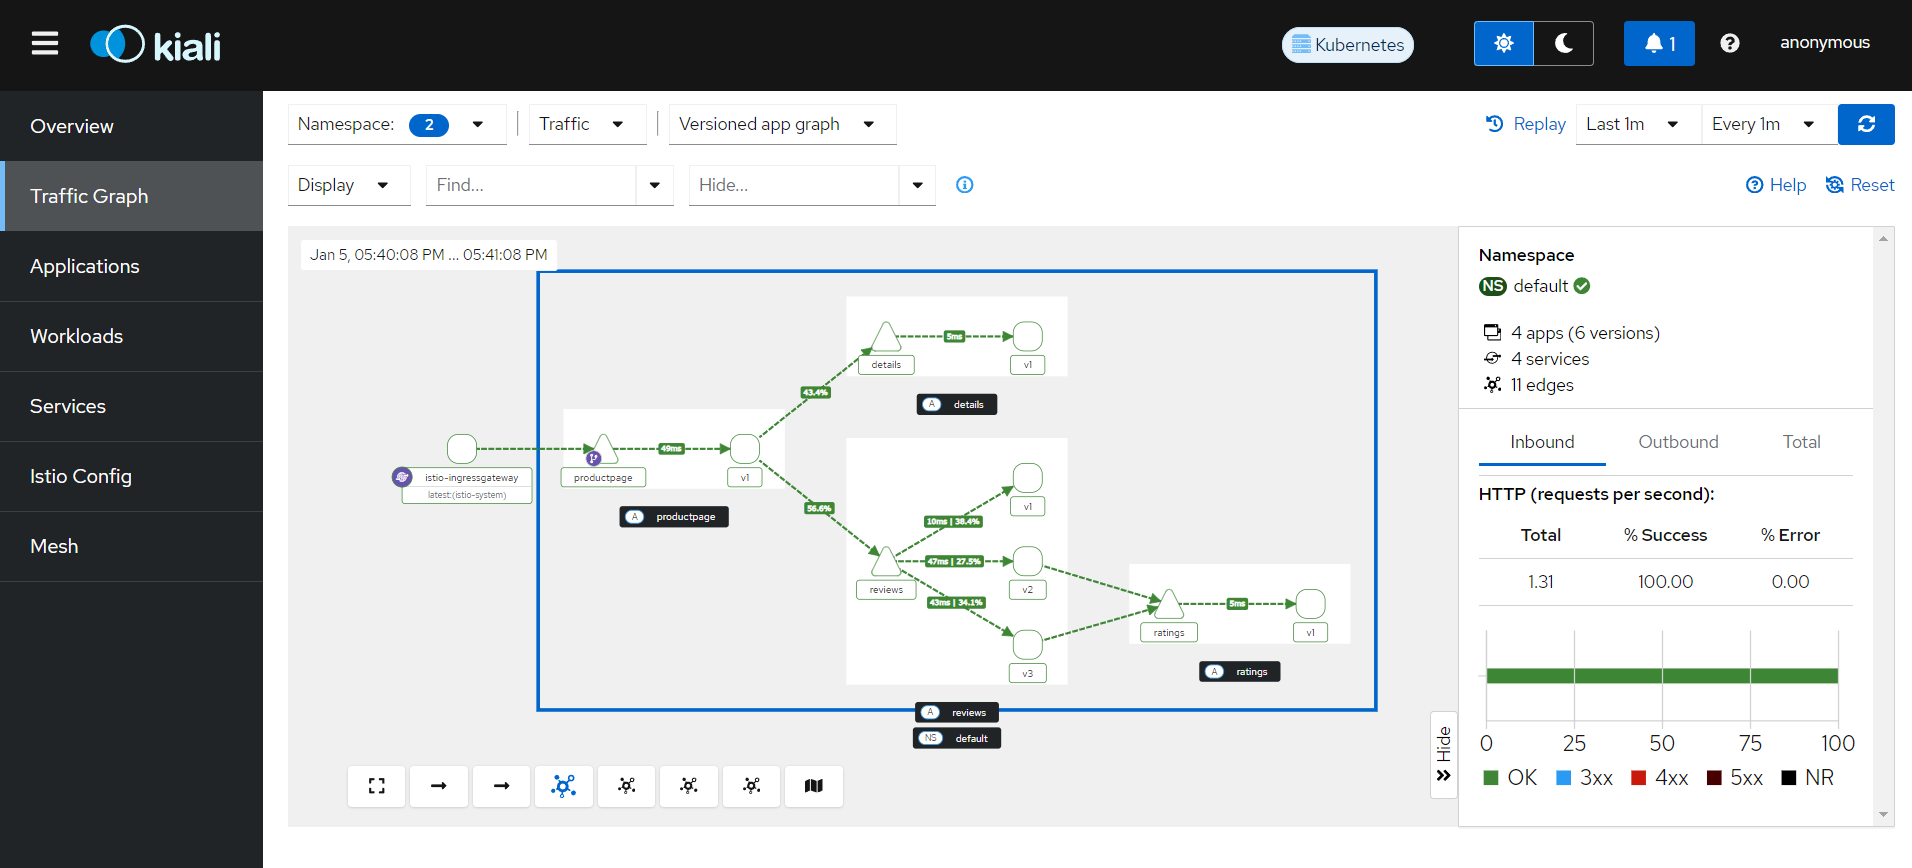 kiali
Kubernetes
1
anonymous
Overview
Traffic Graph
Applications
Workloads
Services
Istio Config
Mesh
Namespace: 2
Traffic
Versioned app graph
Replay
Last 1m
Every 1m
Display
Find...
Hide...
Help
Reset
Jan 5, 05:40:08 PM ... 05:41:08 PM
5ms
details
v1
43.4%
A details
49ms
istio-ingressgateway
latest:(istio-system)
productpage
v1
A productpage
56.6%
v1
10ms | 38.4%
47ms | 27.5%
reviews
v2
43ms | 34.1%
v3
5ms
ratings
v1
A ratings
A reviews
NS default
Hide
Namespace
NS default
4 apps (6 versions)
4 services
11 edges
Inbound Outbound Total
HTTP (requests per second):
Total % Success % Error
1.31 100.00 0.00
0 25 50 75 100
OK 3xx 4xx 5xx NR